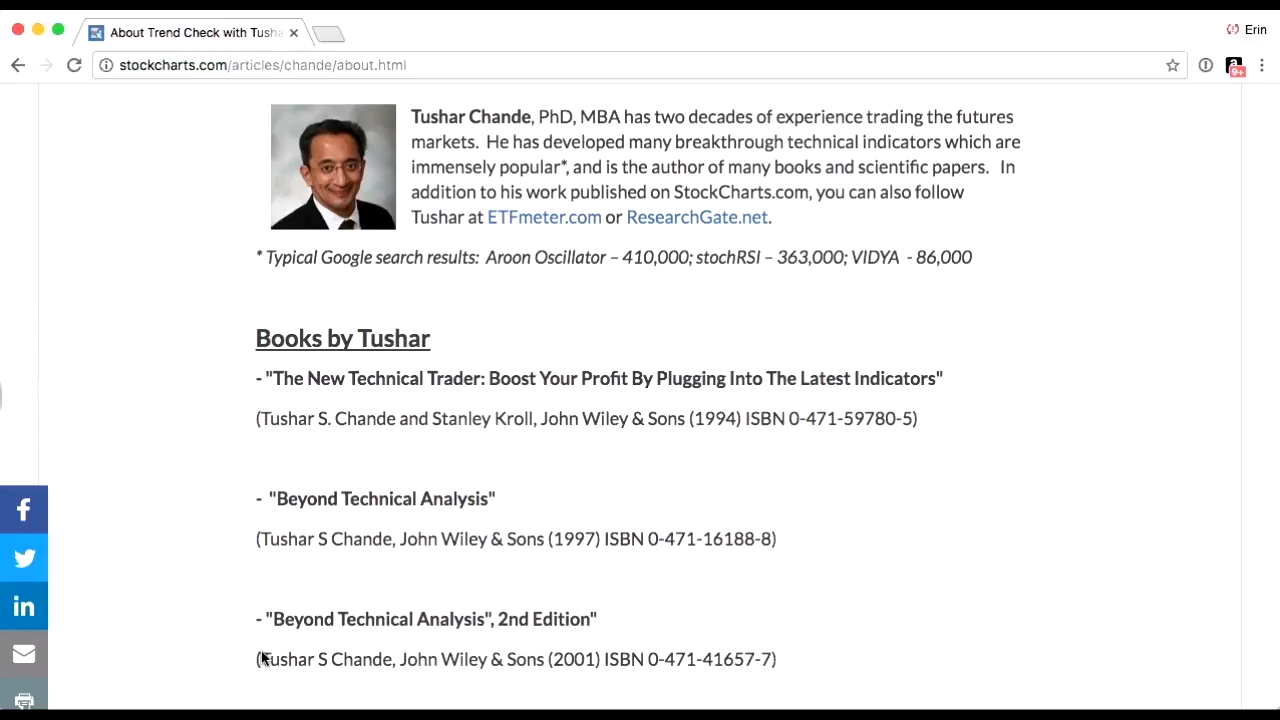 About Trend Check with Tusha
Erin
stockcharts.com/articles/chande/about.html
9+
Tushar Chande, PhD, MBA has two decades of experience trading the futures
markets. He has developed many breakthrough technical indicators which are
immensely popular*, and is the author of many books and scientific papers. In
addition to his work published on StockCharts.com, you can also follow
Tushar at ETFmeter.com or ResearchGate.net.
* Typical Google search results: Aroon Oscillator – 410,000; stochRSI – 363,000; VIDYA - 86,000
Books by Tushar
- "The New Technical Trader: Boost Your Profit By Plugging Into The Latest Indicators"
(Tushar S. Chande and Stanley Kroll, John Wiley & Sons (1994) ISBN 0-471-59780-5)
- "Beyond Technical Analysis"
(Tushar S Chande, John Wiley & Sons (1997) ISBN 0-471-16188-8)
- "Beyond Technical Analysis", 2nd Edition"
(Tushar S Chande, John Wiley & Sons (2001) ISBN 0-471-41657-7)